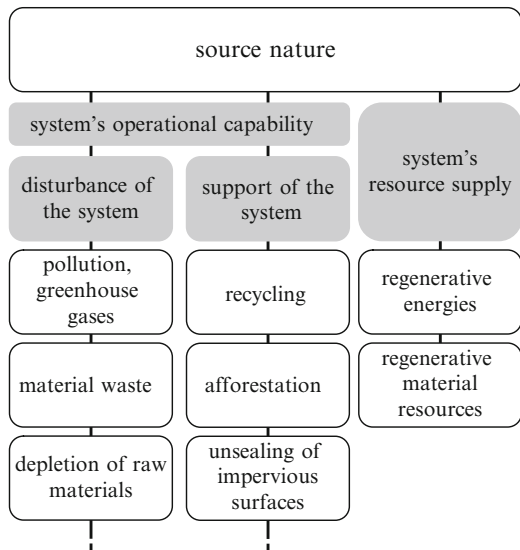 source nature
system's operational capability
disturbance of
the system
support of the
system
system's
resource supply
pollution,
greenhouse
gases
recycling
regenerative
energies
material waste
afforestation
regenerative
material
resources
depletion of raw
materials
unsealing of
impervious
surfaces